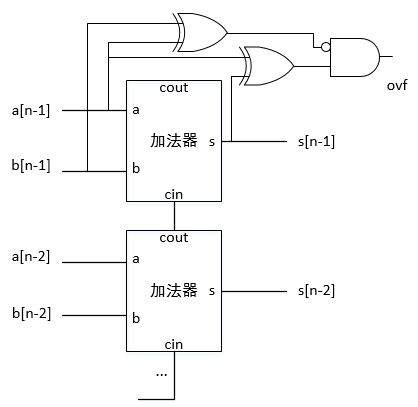 ovf
cout
a[n-1]
a
加法器
s
s[n-1]
b[n-1]
b
cin
cout
a[n-2]
a
加法器
s
s[n-2]
b[n-2]
b
cin
...